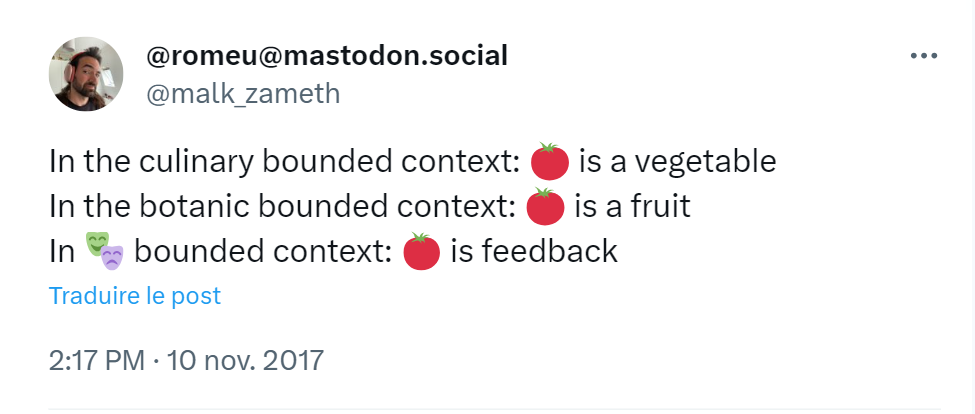 @romeu@mastodon.social
@malk_zameth
In the culinary bounded context: 🍅 is a vegetable
In the botanic bounded context: 🍅 is a fruit
In 🎭 bounded context: 🍅 is feedback
Traduire le post
2:17 PM · 10 nov. 2017